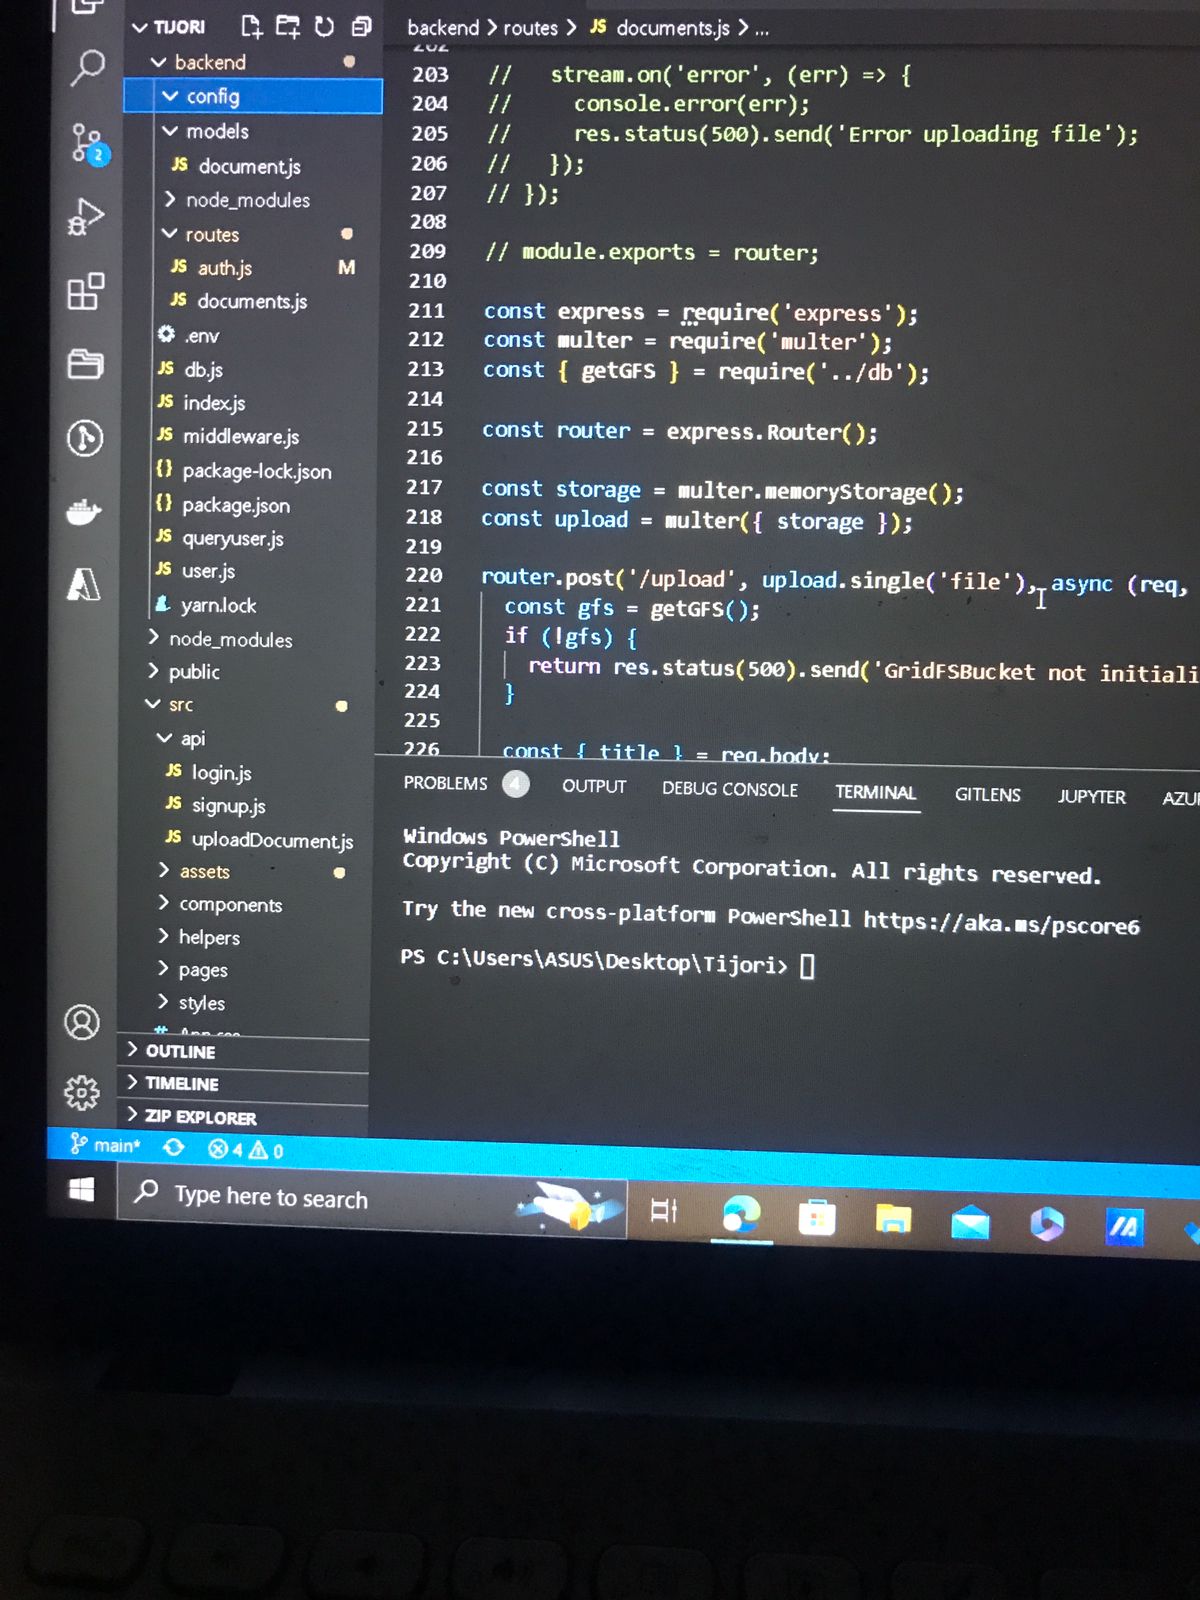 TIJORI
backend
config
models
JS document.js
node_modules
routes
JS auth.js M
JS documents.js
.env
JS db.js
JS index.js
JS middleware.js
{} package-lock.json
{} package.json
JS queryuser.js
JS user.js
yarn.lock
node_modules
public
src
api
JS login.js
JS signup.js
JS uploadDocument.js
assets
components
helpers
pages
styles
OUTLINE
TIMELINE
ZIP EXPLORER
2
backend > routes > JS documents.js > ...
203 //   stream.on('error', (err) => {
204 //     console.error(err);
205 //     res.status(500).send('Error uploading file');
206 //   });
207 // });
208
209 // module.exports = router;
210
211 const express = require('express');
212 const multer = require('multer');
213 const { getGFS } = require('../db');
214
215 const router = express.Router();
216
217 const storage = multer.memoryStorage();
218 const upload = multer({ storage });
219
220 router.post('/upload', upload.single('file'), async (req,
221   const gfs = getGFS();
222   if (!gfs) {
223     return res.status(500).send('GridFSBucket not initiali
224   }
225
226   const { title } = req.body;
PROBLEMS 4 OUTPUT DEBUG CONSOLE TERMINAL GITLENS JUPYTER AZU
Windows PowerShell
Copyright (C) Microsoft Corporation. All rights reserved.
Try the new cross-platform PowerShell https://aka.ms/pscore6
PS C:\Users\ASUS\Desktop\Tijori>
main* 4 0
Type here to search